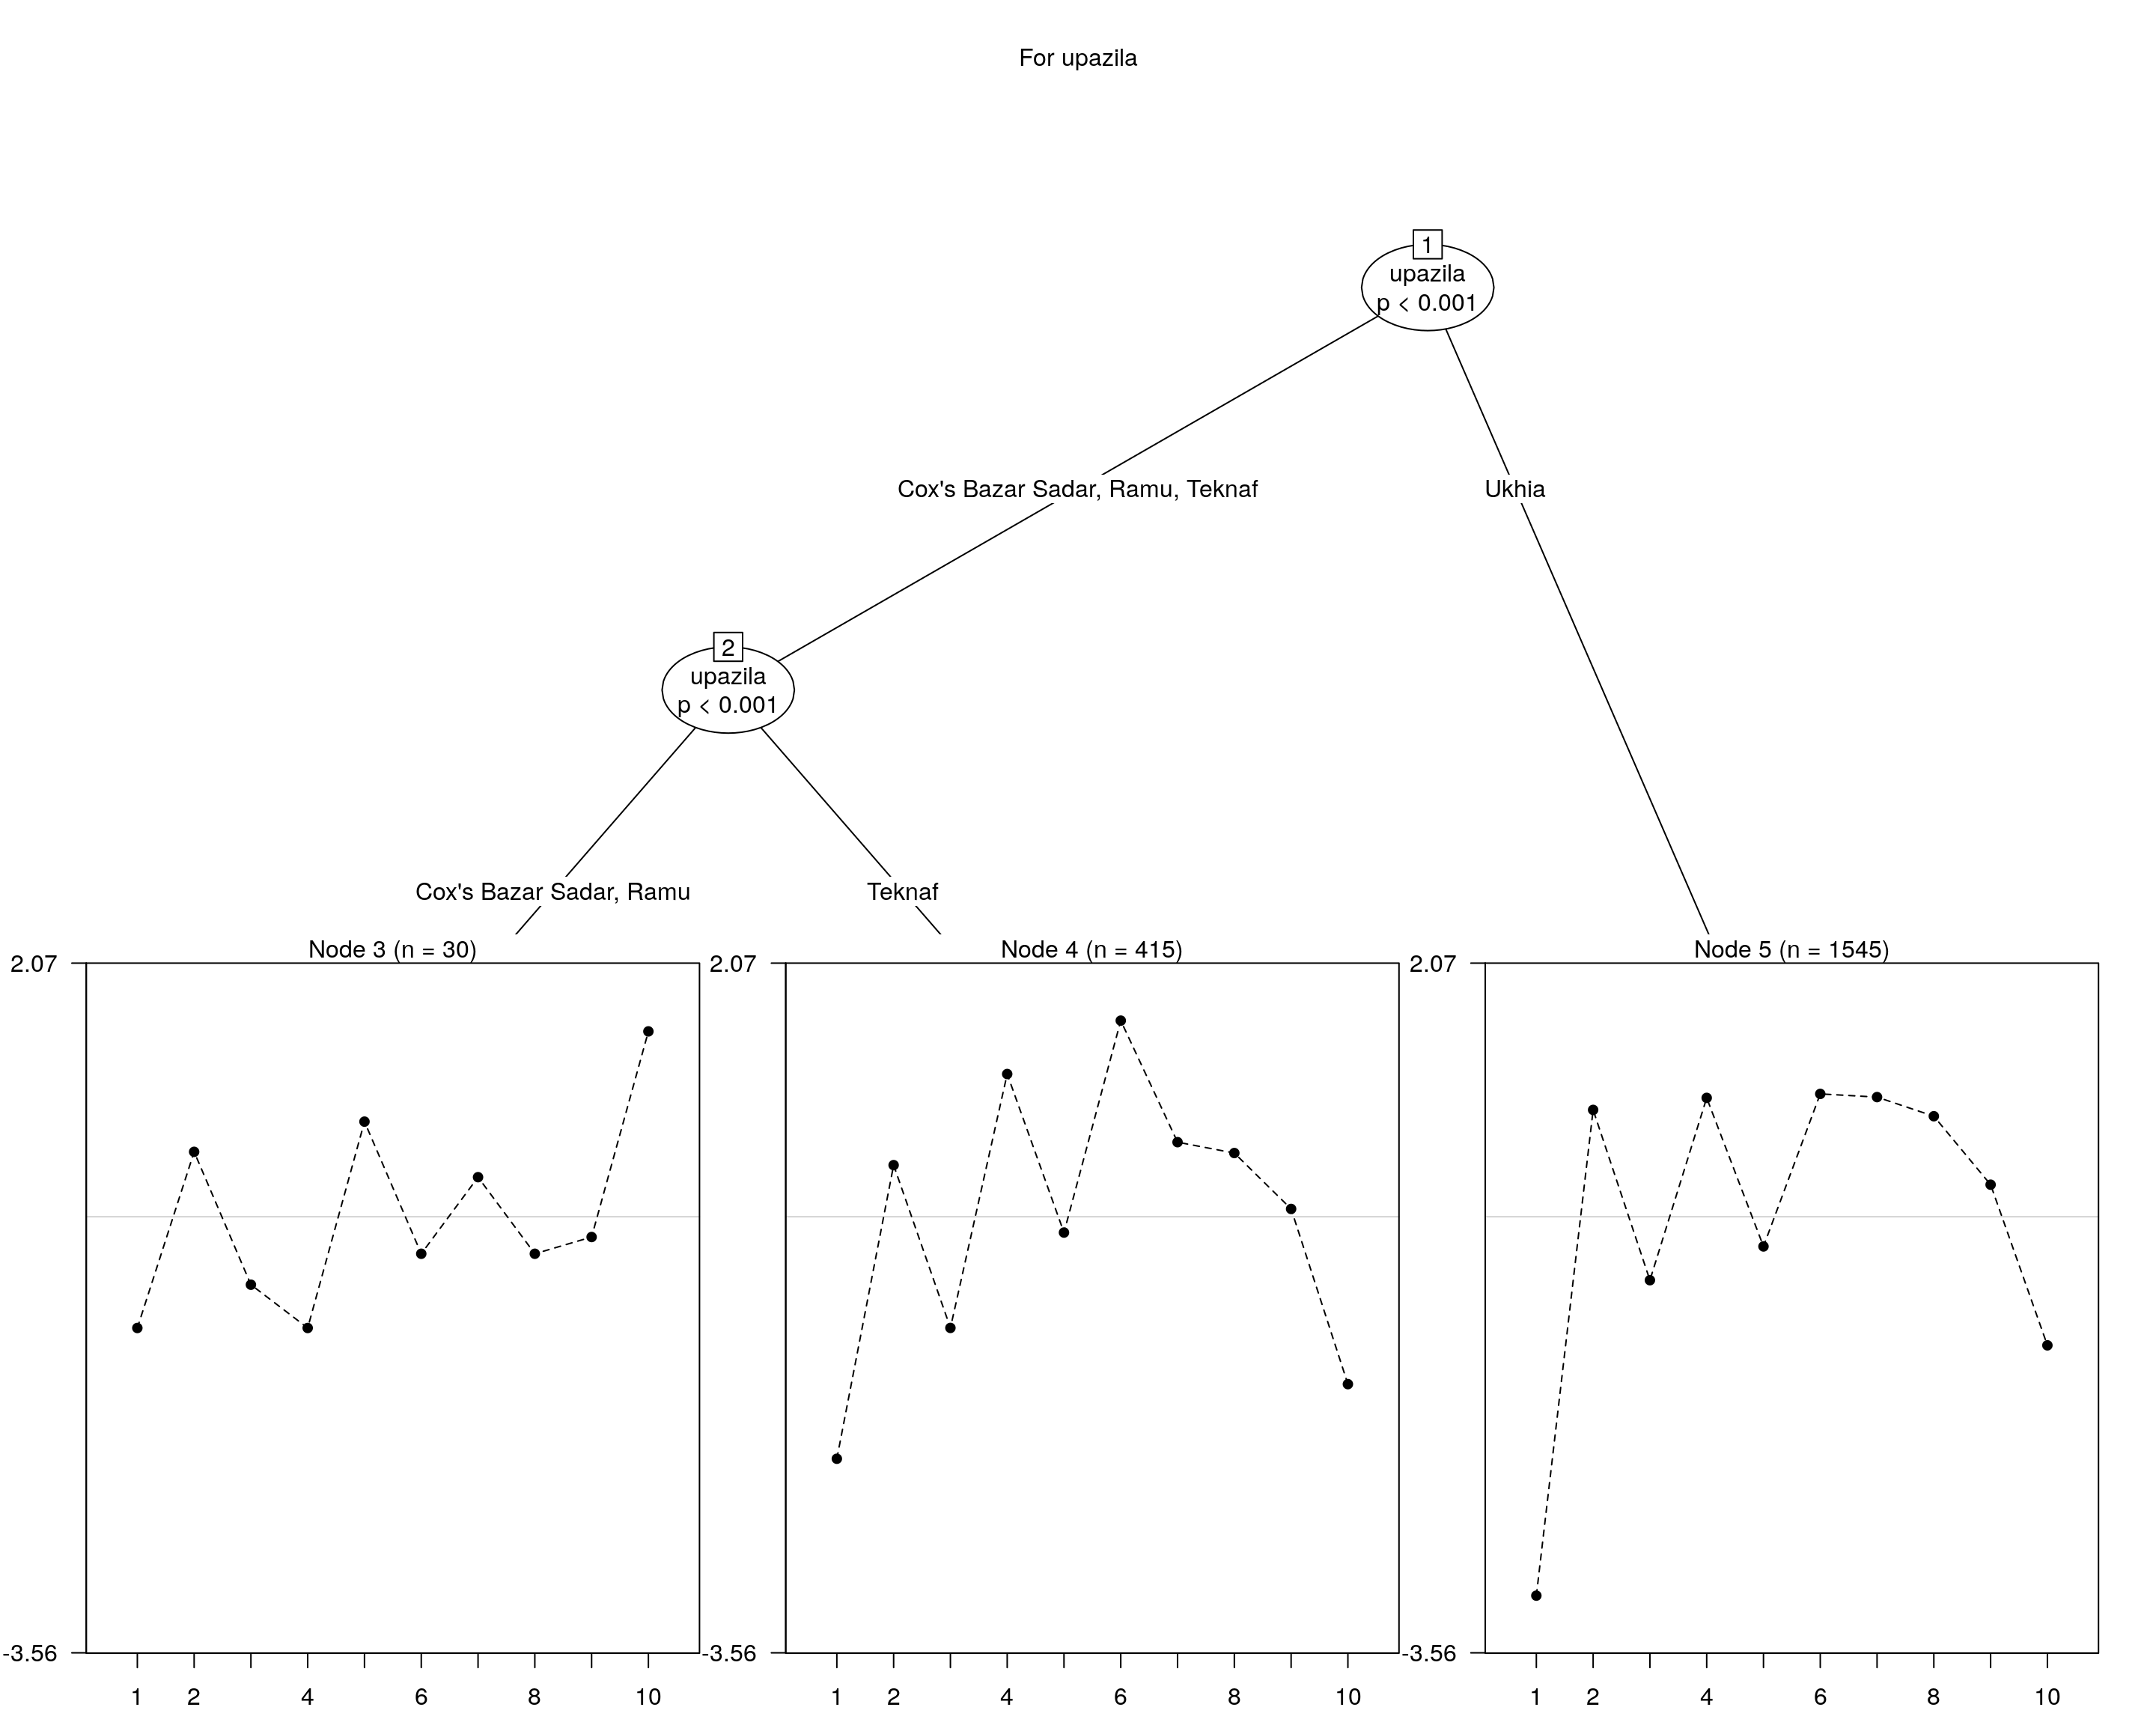 For upazila
1
upazila
p < 0.001
Cox's Bazar Sadar, Ramu, Teknaf
Ukhia
2
upazila
p < 0.001
Cox's Bazar Sadar, Ramu
Teknaf
Node 3 (n = 30)
2.07
-3.56
1 2 4 6 8 10
Node 4 (n = 415)
2.07
-3.56
1 2 4 6 8 10
Node 5 (n = 1545)
2.07
-3.56
1 2 4 6 8 10